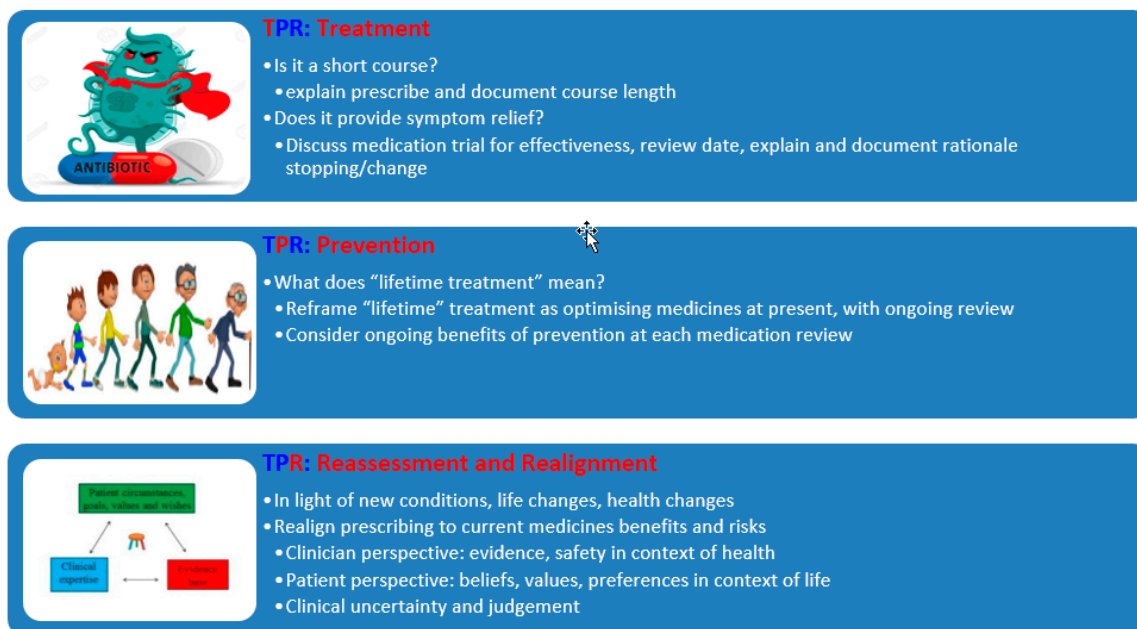 TPR: Treatment
•Is it a short course?
•explain prescribe and document course length
•Does it provide symptom relief?
•Discuss medication trial for effectiveness, review date, explain and document rationale
stopping/change
ANTIBIOTIC
TPR: Prevention
•What does “lifetime treatment” mean?
•Reframe “lifetime” treatment as optimising medicines at present, with ongoing review
•Consider ongoing benefits of prevention at each medication review
TPR: Reassessment and Realignment
•In light of new conditions, life changes, health changes
•Realign prescribing to current medicines benefits and risks
•Clinician perspective: evidence, safety in context of health
•Patient perspective: beliefs, values, preferences in context of life
•Clinical uncertainty and judgement
Patient circumstances,
goals, values and wishes
Clinical
expertise
Evidence
base